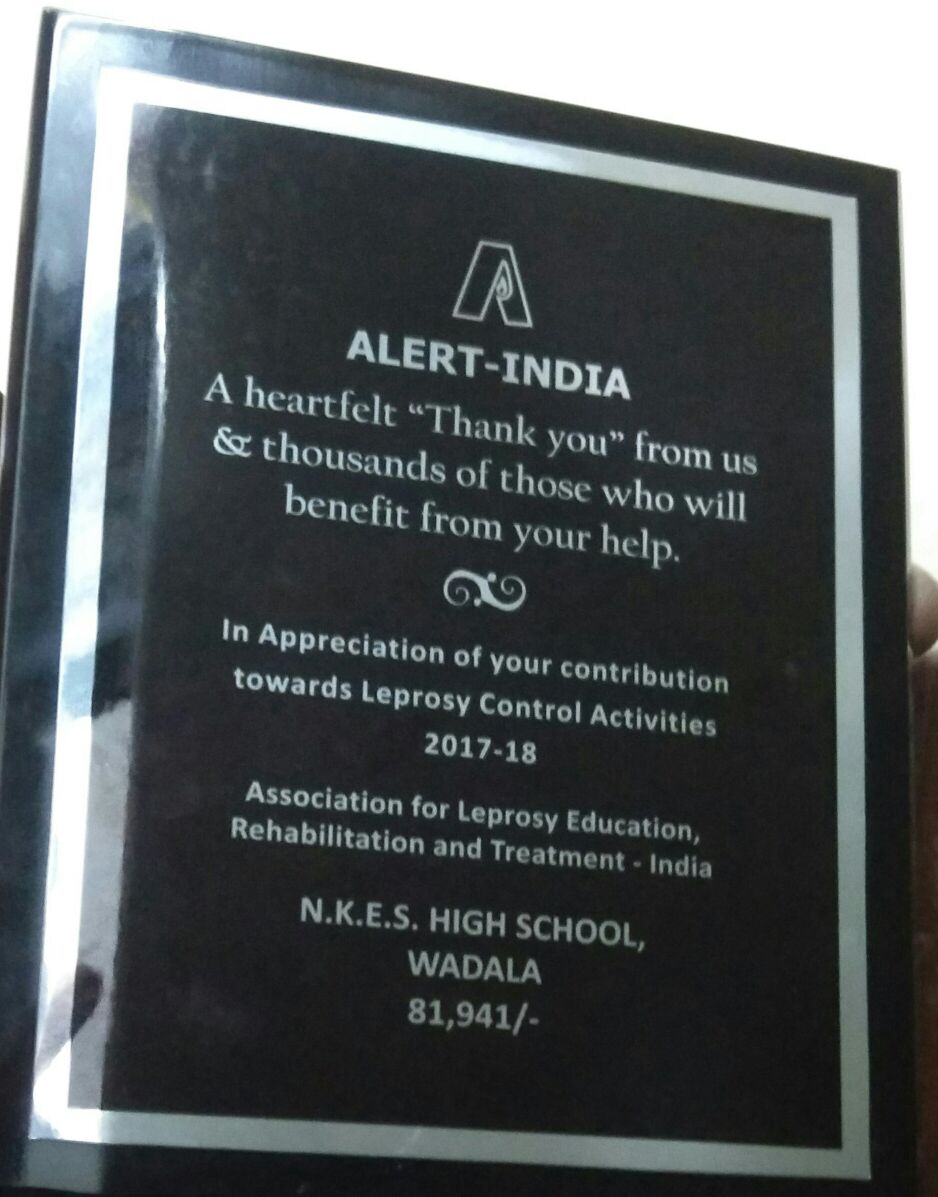 ALERT-INDIA
A heartfelt “Thank you” from us
& thousands of those who will
benefit from your help.
In Appreciation of your contribution
towards Leprosy Control Activities
2017-18
Association for Leprosy Education,
Rehabilitation and Treatment - India
N.K.E.S. HIGH SCHOOL,
WADALA
81,941/-